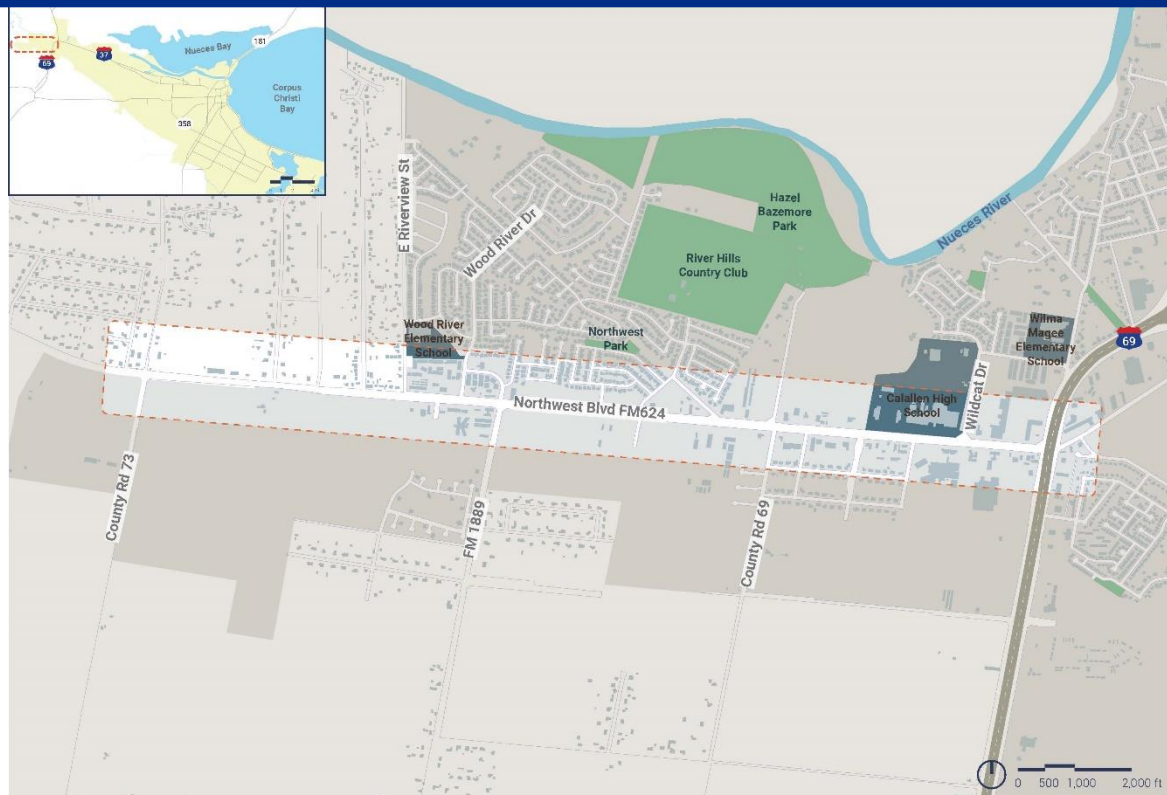 181
Nueces Bay
37
69
Corpus
Christi
Bay
358
E Riverview St
Wood River Dr
Hazel
Bazemore
Park
River Hills
Country Club
Nueces River
Wood River
Elementary
School
Northwest
Park
Wilma
Magee
Elementary
School
69
Calallen High
School
Wildcat Dr
Northwest Blvd FM624
County Rd 73
FM 1889
County Rd 69
0 500 1,000 2,000 ft